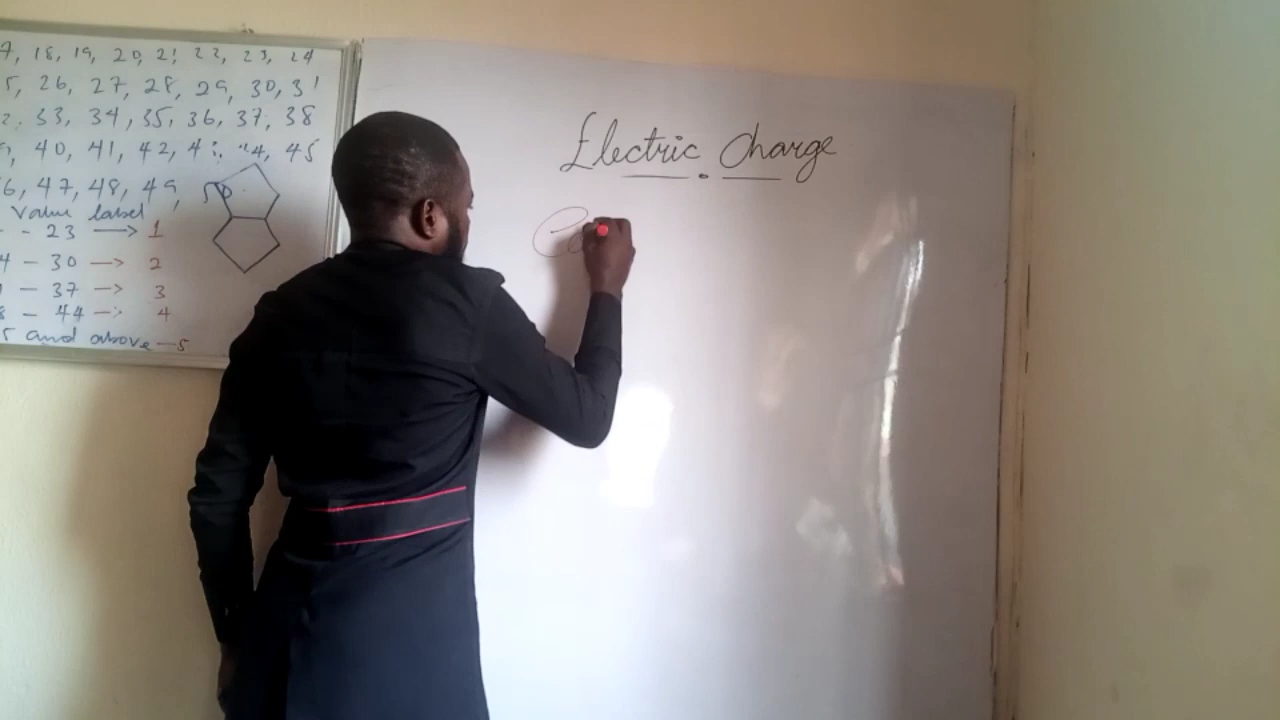 7, 18, 19, 20, 21, 22, 23, 24
5, 26, 27, 28, 29, 30, 31
2, 33, 34, 35, 36, 37, 38
9, 40, 41, 42, 45
6, 47, 48, 49, 50
Value label
- 23 → 1
4 - 30 → 2
- 37 → 3
8 - 44 → 4
5 and above - 5
Electric Charge